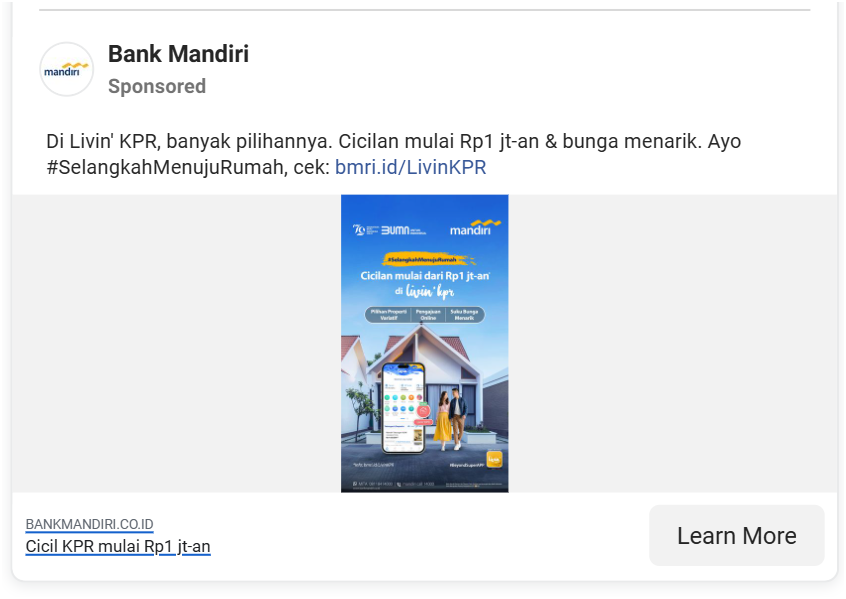 mandiri
Bank Mandiri
Sponsored
Di Livin' KPR, banyak pilihannya. Cicilan mulai Rp1 jt-an & bunga menarik. Ayo
#SelangkahMenujuRumah, cek: bmri.id/LivinKPR
BUMN
mandiri
#SelangkahMenujuRumah
Cicilan mulai dari Rp1 jt-an*
di livin' kpr
Pilihan Properti Pengajuan Suku Bunga
Variatif Online Menarik
BANKMANDIRI.CO.ID
Cicil KPR mulai Rp1 jt-an
Learn More